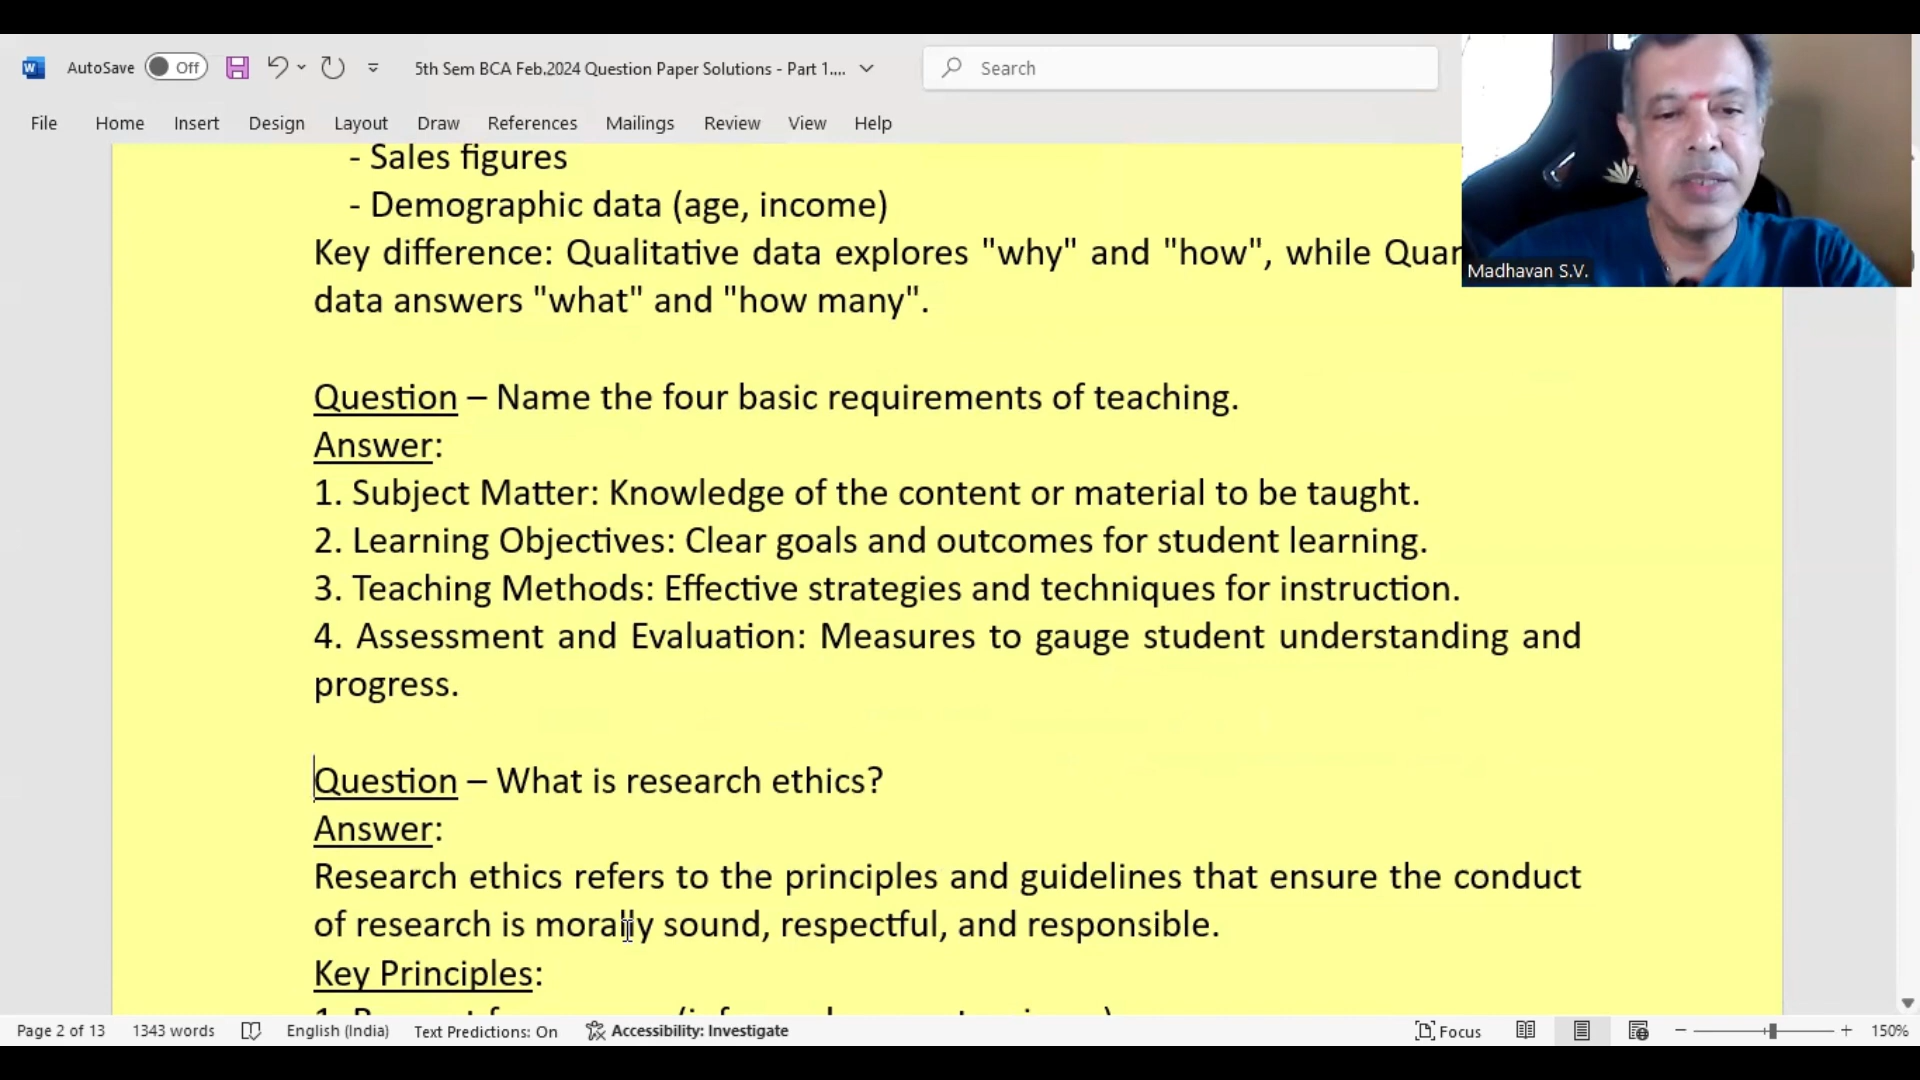 AutoSave Off 5th Sem BCA Feb.2024 Question Paper Solutions - Part 1.... Search
File Home Insert Design Layout Draw References Mailings Review View Help
Madhavan S.V.
- Sales figures
- Demographic data (age, income)
Key difference: Qualitative data explores "why" and "how", while
data answers "what" and "how many".
Question – Name the four basic requirements of teaching.
Answer:
1. Subject Matter: Knowledge of the content or material to be taught.
2. Learning Objectives: Clear goals and outcomes for student learning.
3. Teaching Methods: Effective strategies and techniques for instruction.
4. Assessment and Evaluation: Measures to gauge student understanding and
progress.
Question – What is research ethics?
Answer:
Research ethics refers to the principles and guidelines that ensure the conduct
of research is morally sound, respectful, and responsible.
Key Principles:
Page 2 of 13 1343 words English (India) Text Predictions: On Accessibility: Investigate Focus 150%